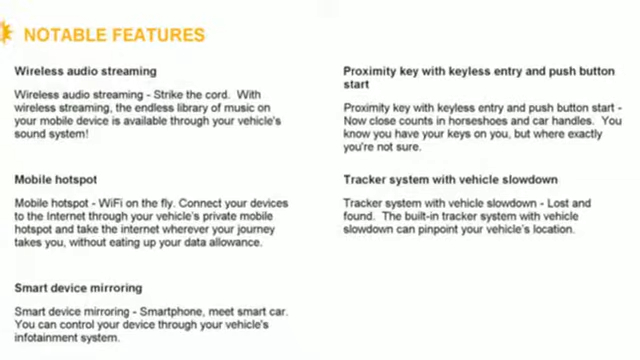 NOTABLE FEATURES
Wireless audio streaming
Wireless audio streaming - Strike the cord. With
wireless streaming, the endless library of music on
your mobile device is available through your vehicle's
sound system!
Mobile hotspot
Mobile hotspot - WiFi on the fly. Connect your devices
to the Internet through your vehicle's private mobile
hotspot and take the internet wherever your journey
takes you, without eating up your data allowance.
Smart device mirroring
Smart device mirroring - Smartphone, meet smart car.
You can control your device through your vehicle's
infotainment system.
Proximity key with keyless entry and push button
start
Proximity key with keyless entry and push button start -
Now close counts in horseshoes and car handles. You
know you have your keys on you, but where exactly
you're not sure.
Tracker system with vehicle slowdown
Tracker system with vehicle slowdown - Lost and
found. The built-in tracker system with vehicle
slowdown can pinpoint your vehicle's location.